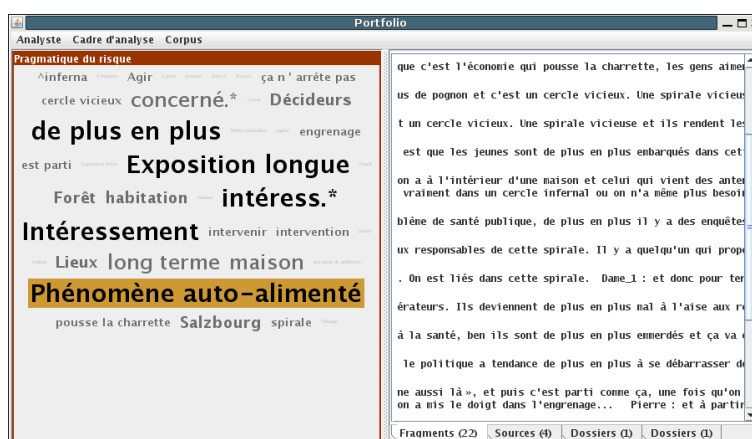 Portfolio
Analyste Cadre d'analyse Corpus
Pragmatique du risque
^inferna Agir ça n ' arrête pas
cercle vicieux concerné.* Décideurs
de plus en plus engrenage
est parti Exposition longue
Forêt habitation intéress.*
Intéressement intervenir intervention
Lieux long terme maison
Phénomène auto-alimenté
pousse la charrette Salzbourg spirale
que c'est l'économie qui pousse la charrette, les gens aimer
us de pognon et c'est un cercle vicieux. Une spirale vicieus
t un cercle vicieux. Une spirale vicieuse et ils rendent les
est que les jeunes sont de plus en plus embarqués dans cet
on a à l'intérieur d'une maison et celui qui vient des anten
vraiment dans un cercle infernal ou on n'a même plus besoin
blème de santé publique, de plus en plus il y a des enquête
ux responsables de cette spirale. Il y a quelqu'un qui prop
. On est liés dans cette spirale. Dame_1 : et donc pour ter
érateurs. Ils deviennent de plus en plus mal à l'aise aux r
à la santé, ben ils sont de plus en plus emmerdés et ça va
le politique a tendance de plus en plus à se débarrasser d
ne aussi là », et puis c'est parti comme ça, une fois qu'on
on a mis le doigt dans l'engrenage... Pierre : et à partir
Fragments (22) Sources (4) Dossiers (1) Dossiers (1)